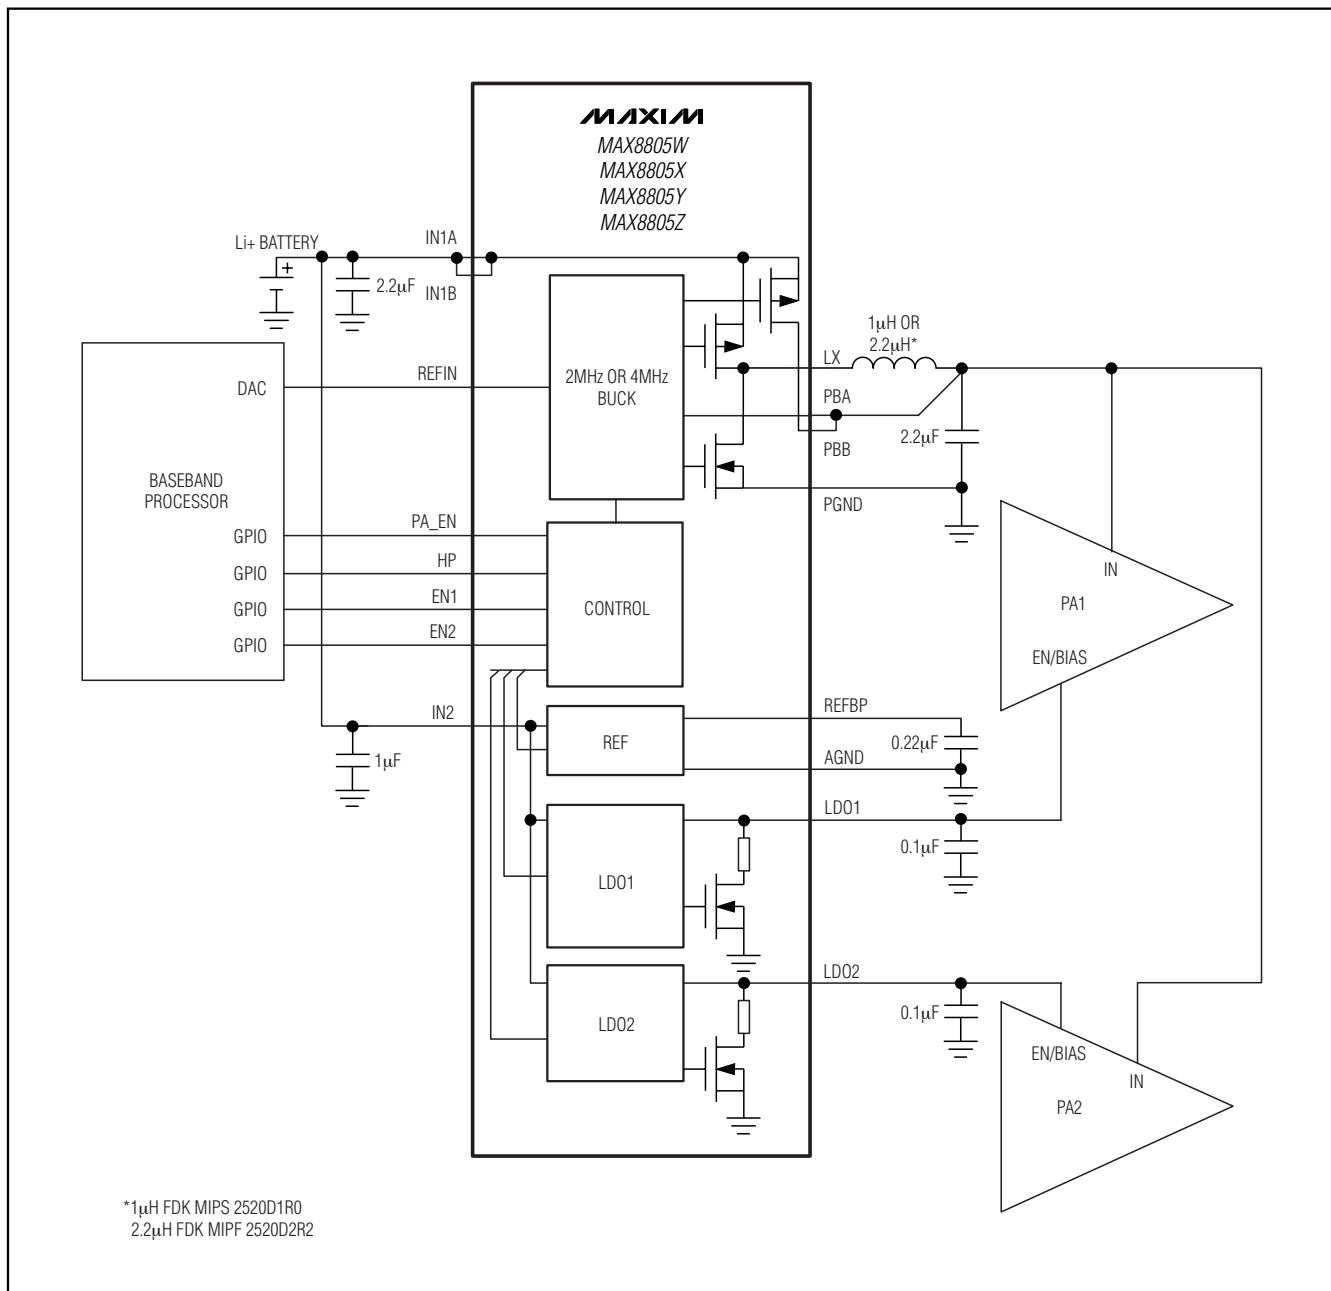 MAXIM
MAX8805W
MAX8805X
MAX8805Y
MAX8805Z
Li+ BATTERY
+
2.2μF
IN1A
IN1B
1μH OR
2.2μH*
LX
DAC
REFIN
2MHz OR 4MHz
BUCK
PBA
PBB
2.2μF
PGND
BASEBAND
PROCESSOR
GPIO
PA_EN
GPIO
HP
GPIO
EN1
GPIO
EN2
CONTROL
IN
PA1
EN/BIAS
IN2
1μF
REF
REFBP
0.22μF
AGND
LDO1
LDO1
0.1μF
LDO2
LDO2
0.1μF
EN/BIAS
IN
PA2
*1μH FDK MIPS 2520D1R0
2.2μH FDK MIPF 2520D2R2